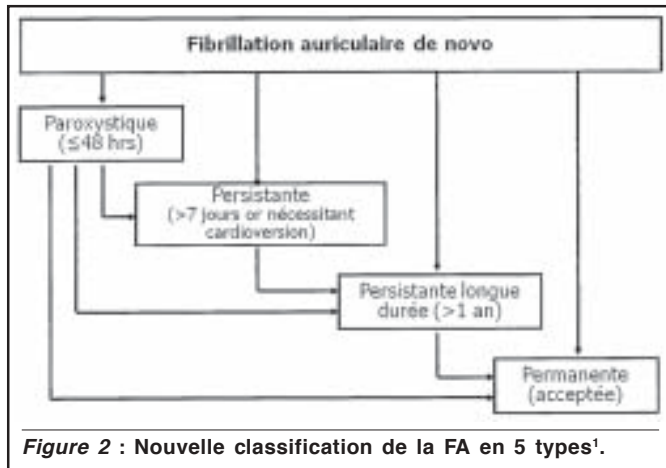 Fibrillation auriculaire de novo
Paroxystique
(≤48 hrs)
Persistante
(>7 jours or nécessitant
cardioversion)
Persistante longue
durée (>1 an)
Permanente
(acceptée)
Figure 2 : Nouvelle classification de la FA en 5 types¹.